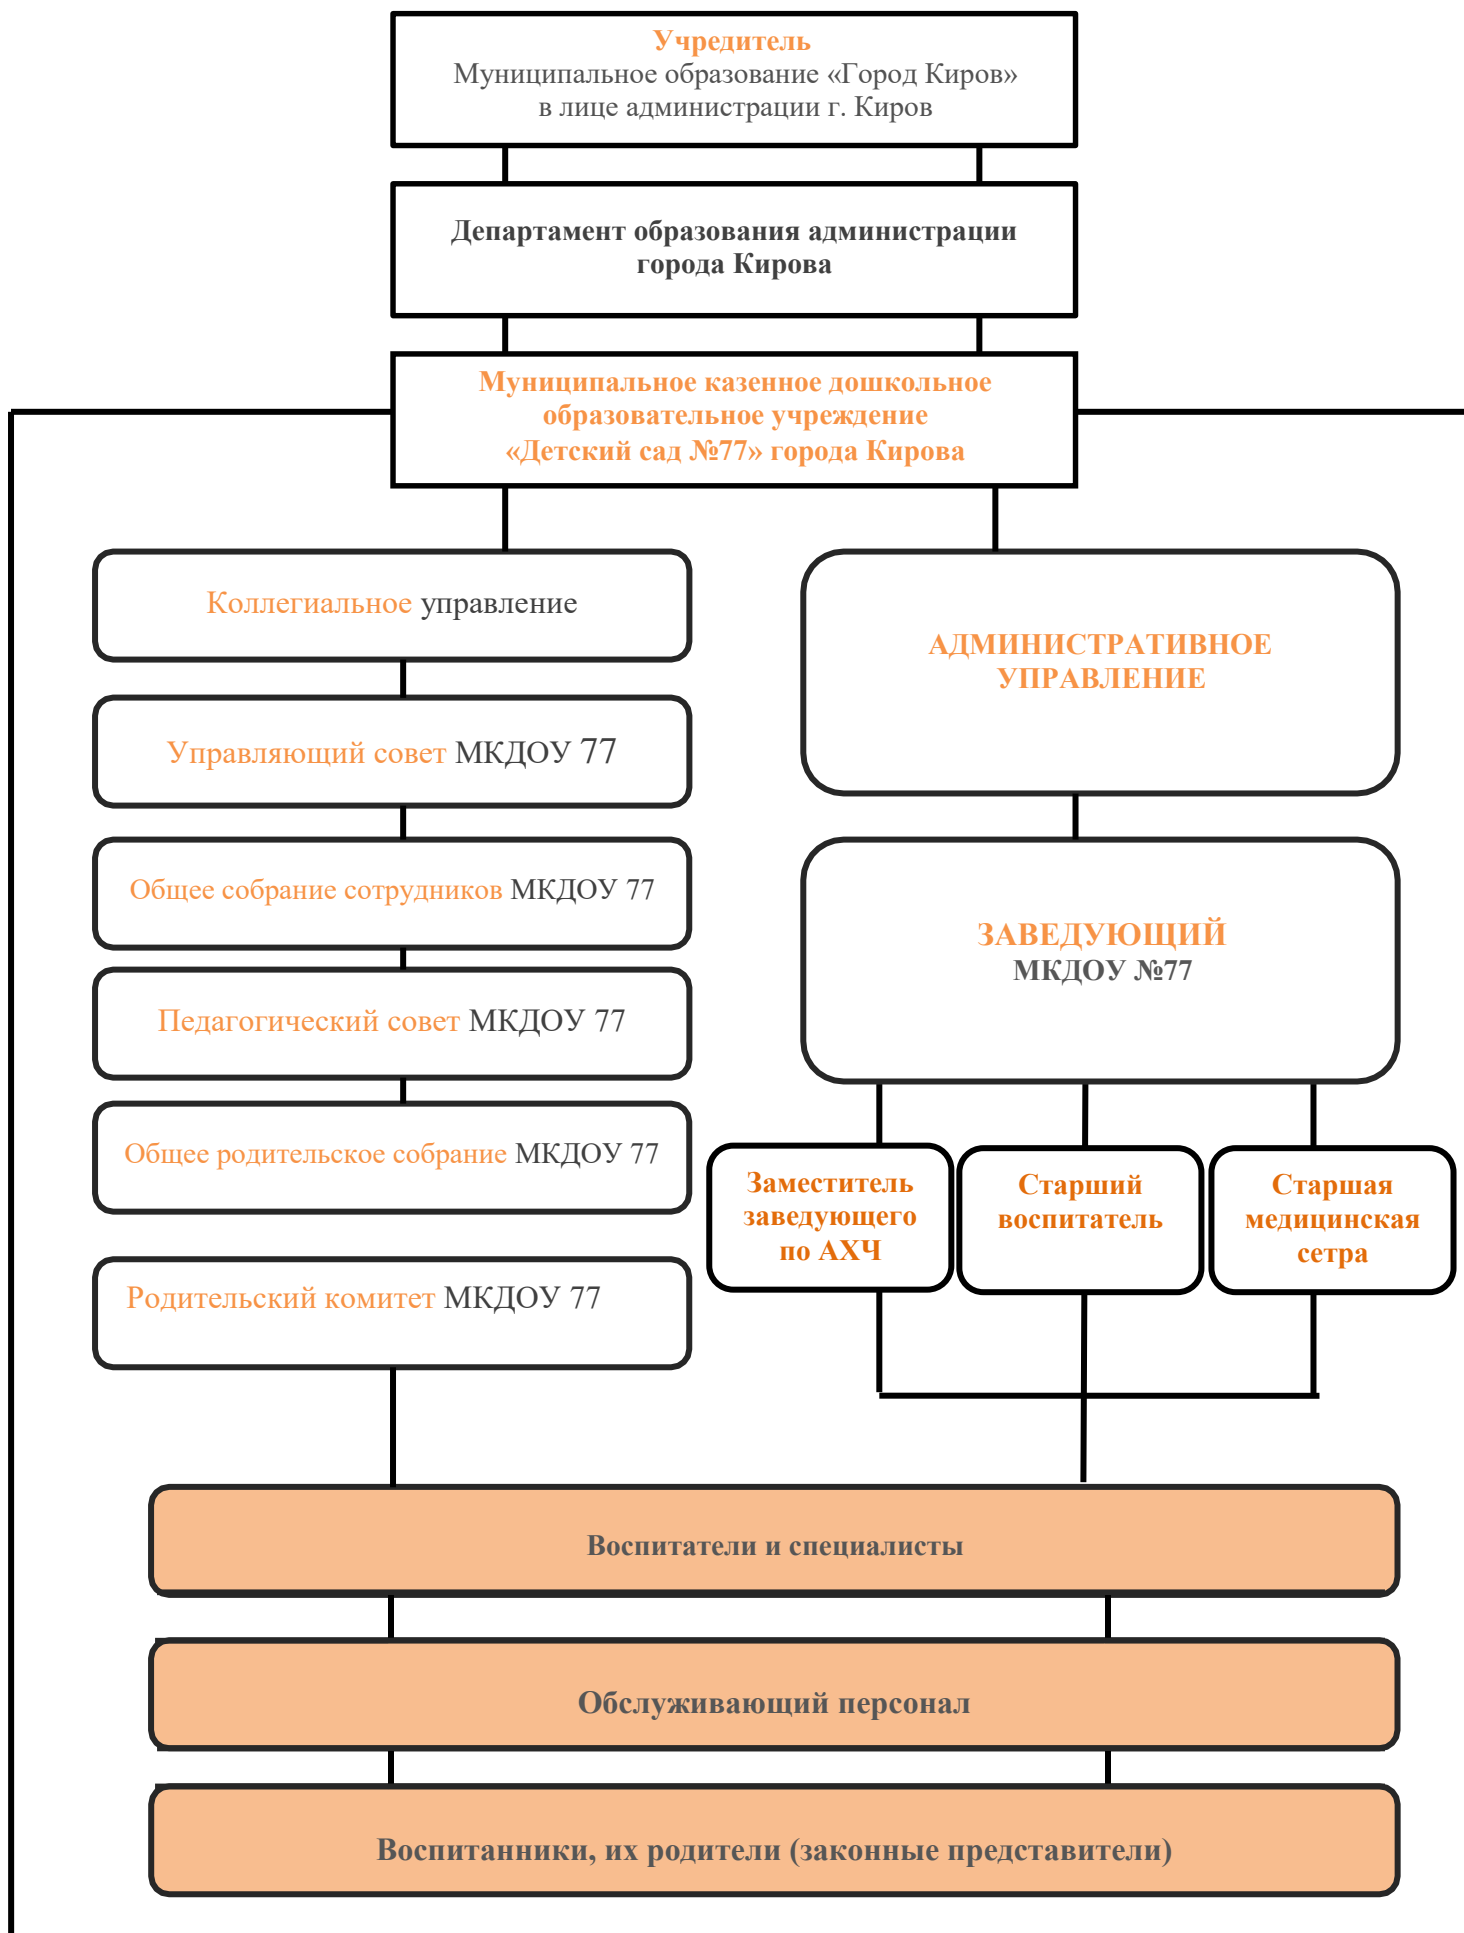 Учредитель
Муниципальное образование «Город Киров»
в лице администрации г. Киров
Департамент образования администрации
города Кирова
Муниципальное казенное дошкольное
образовательное учреждение
«Детский сад №77» города Кирова
Коллегиальное управление
Управляющий совет МКДОУ 77
Общее собрание сотрудников МКДОУ 77
Педагогический совет МКДОУ 77
Общее родительское собрание МКДОУ 77
Родительский комитет МКДОУ 77
АДМИНИСТРАТИВНОЕ
УПРАВЛЕНИЕ
ЗАВЕДУЮЩИЙ
МКДОУ №77
Заместитель
заведующего
по АХЧ
Старший
воспитатель
Старшая
медицинская
сетра
Воспитатели и специалисты
Обслуживающий персонал
Воспитанники, их родители (законные представители)